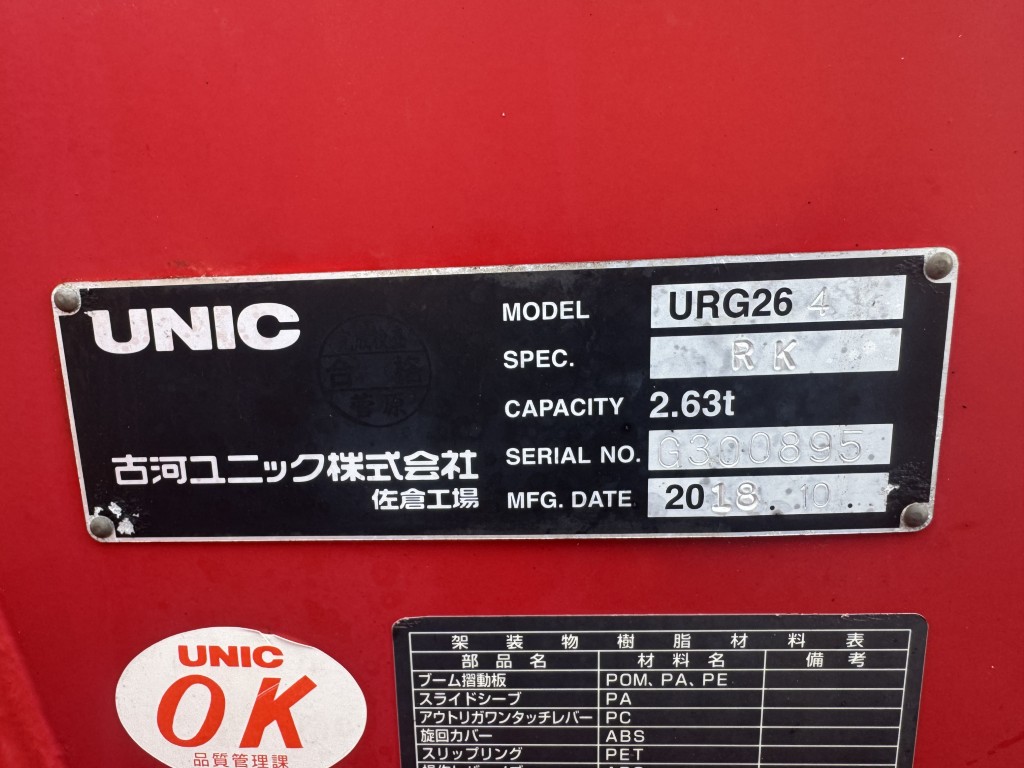 UNIC
MODEL URG264
SPEC. RK
CAPACITY 2.63t
SERIAL NO. G300895
MFG. DATE 2018.10
古河ユニック株式会社
佐倉工場
合格
菅原
UNIC
OK
品質管理課
架装物樹脂材料表
部品名 材料名 備考
ブーム摺動板 POM、PA、PE
スライドシーブ PA
アウトリガワンタッチレバー PC
旋回カバー ABS
スリップリング PET